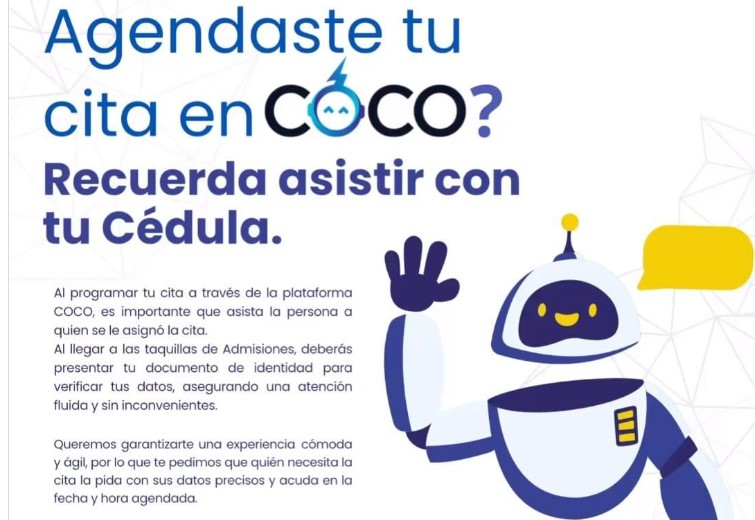 Agendaste tu
cita en COCO?
Recuerda asistir con
tu Cédula.
Al programar tu cita a través de la plataforma
COCO, es importante que asista la persona a
quien se le asignó la cita.
Al llegar a las taquillas de Admisiones, deberás
presentar tu documento de identidad para
verificar tus datos, asegurando una atención
fluida y sin inconvenientes.
Queremos garantizarte una experiencia cómoda
y ágil, por lo que te pedimos que quién necesita la
cita la pida con sus datos precisos y acuda en la
fecha y hora agendada.